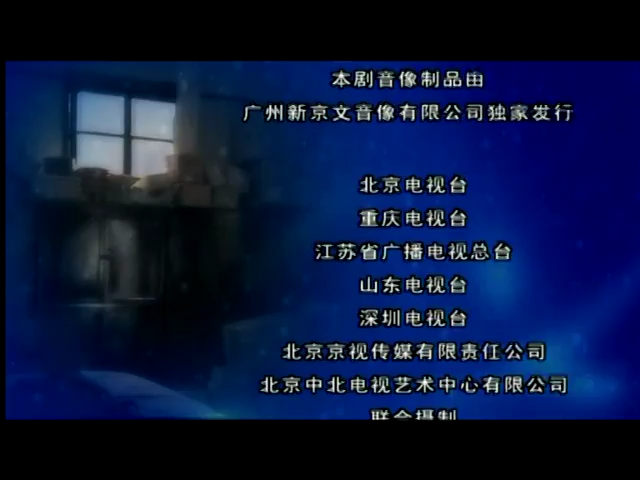 本剧音像制品由
广州新京文音像有限公司独家发行
北京电视台
重庆电视台
江苏省广播电视总台
山东电视台
深圳电视台
北京京视传媒有限责任公司
北京中北电视艺术中心有限公司
联合摄制